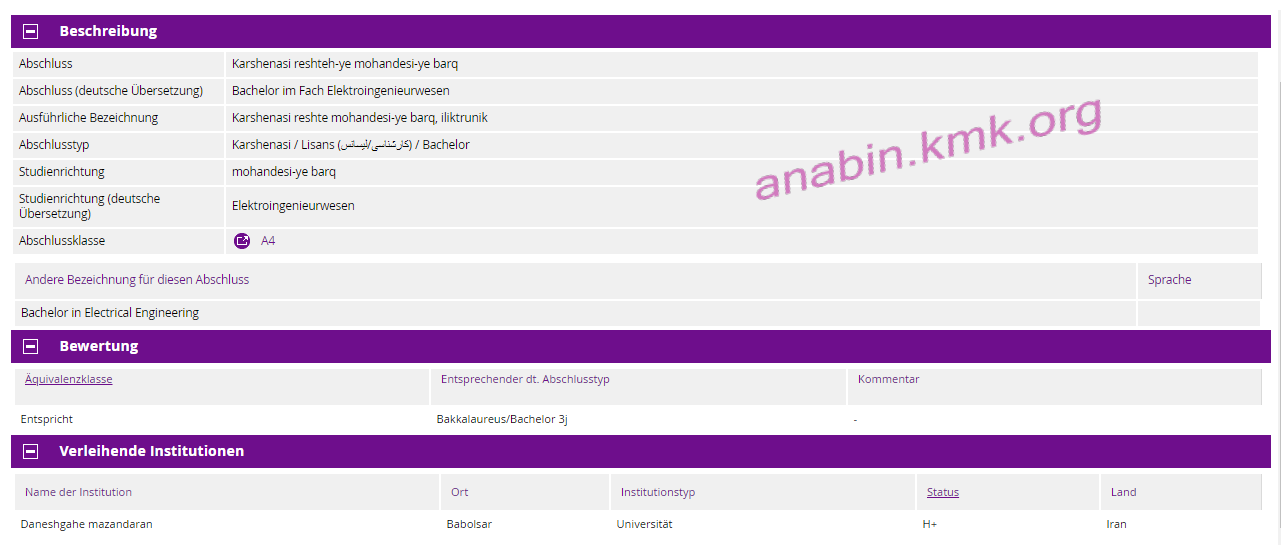 Beschreibung
Abschluss Karshenasi reshteh-ye mohandesi-ye barq
Abschluss (deutsche Übersetzung) Bachelor im Fach Elektroingenieurwesen
Ausführliche Bezeichnung Karshenasi reshte mohandesi-ye barq, iliktrunik
Abschlusstyp Karshenasi / Lisans (کارشناسی/لیسانس) / Bachelor
Studienrichtung mohandesi-ye barq
Studienrichtung (deutsche
Übersetzung) Elektroingenieurwesen
Abschlussklasse A4
anabin.kmk.org
Andere Bezeichnung für diesen Abschluss Sprache
Bachelor in Electrical Engineering
Bewertung
Äquivalenzklasse Entsprechender dt. Abschlusstyp Kommentar
Entspricht Bakkalaureus/Bachelor 3j -
Verleihende Institutionen
Name der Institution Ort Institutionstyp Status Land
Daneshgahe mazandaran Babolsar Universität H+ Iran